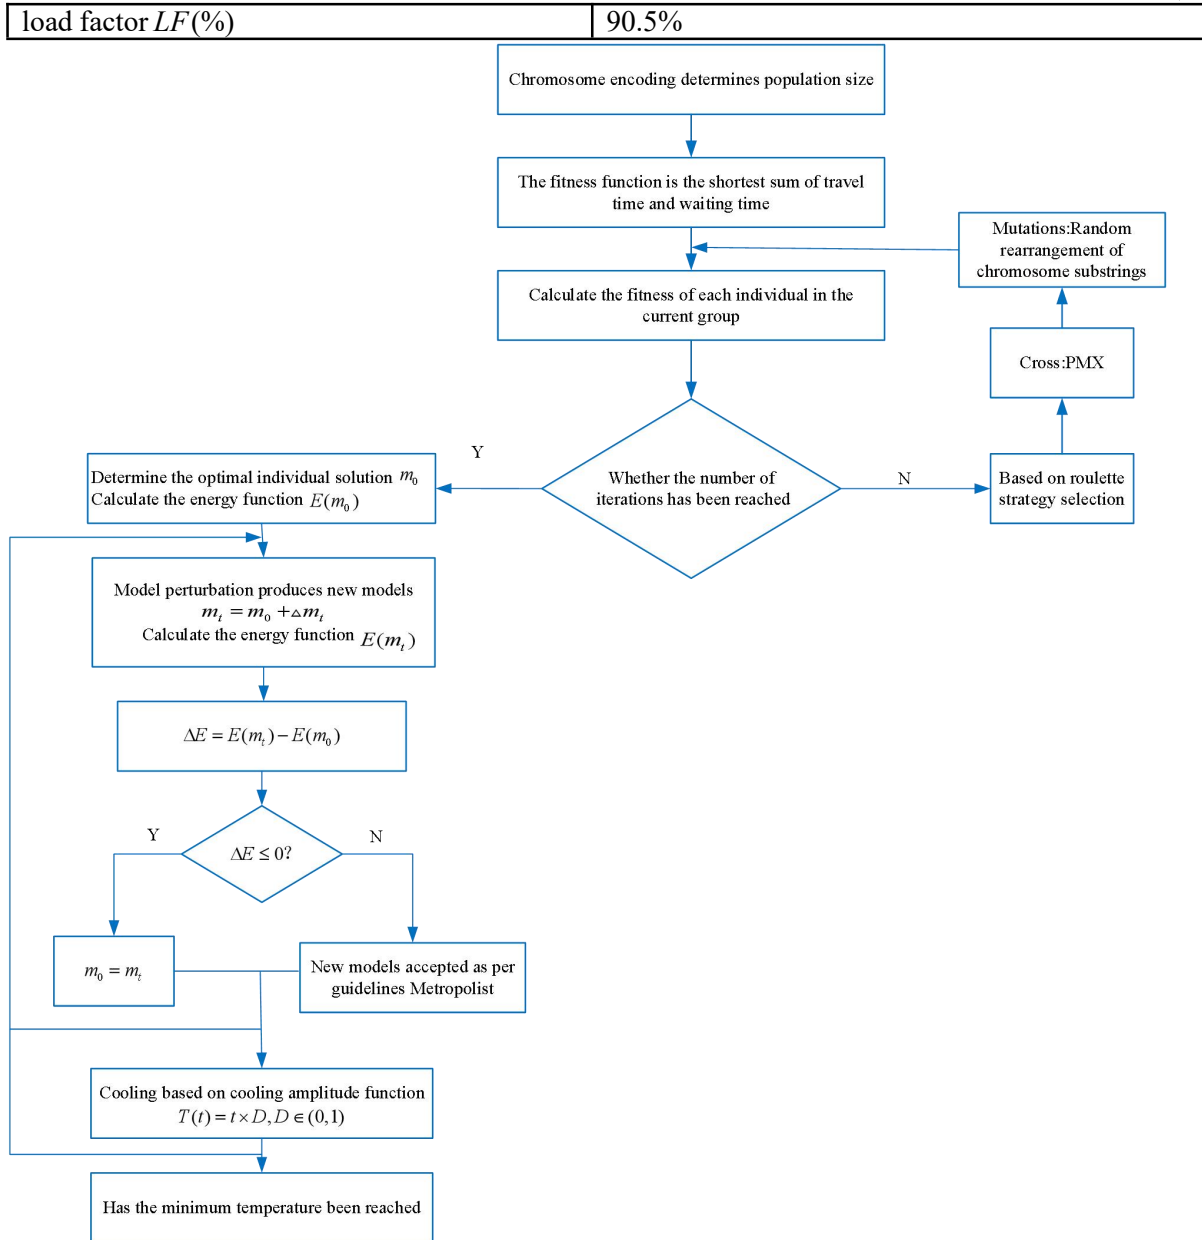 load factor LF(%) 90.5%
Chromosome encoding determines population size
The fitness function is the shortest sum of travel
time and waiting time
Mutations:Random
rearrangement of
chromosome substrings
Calculate the fitness of each individual in the
current group
Cross:PMX
Y
Whether the number of
iterations has been reached
N
Based on roulette
strategy selection
Determine the optimal individual solution m₀
Calculate the energy function E(m₀)
Model perturbation produces new models
mₜ = m₀ + △mₜ
Calculate the energy function E(mₜ)
ΔE = E(mₜ) − E(m₀)
Y
ΔE ≤ 0?
N
m₀ = mₜ
New models accepted as per
guidelines Metropolist
Cooling based on cooling amplitude function
T(t) = t × D, D ∈ (0,1)
Has the minimum temperature been reached